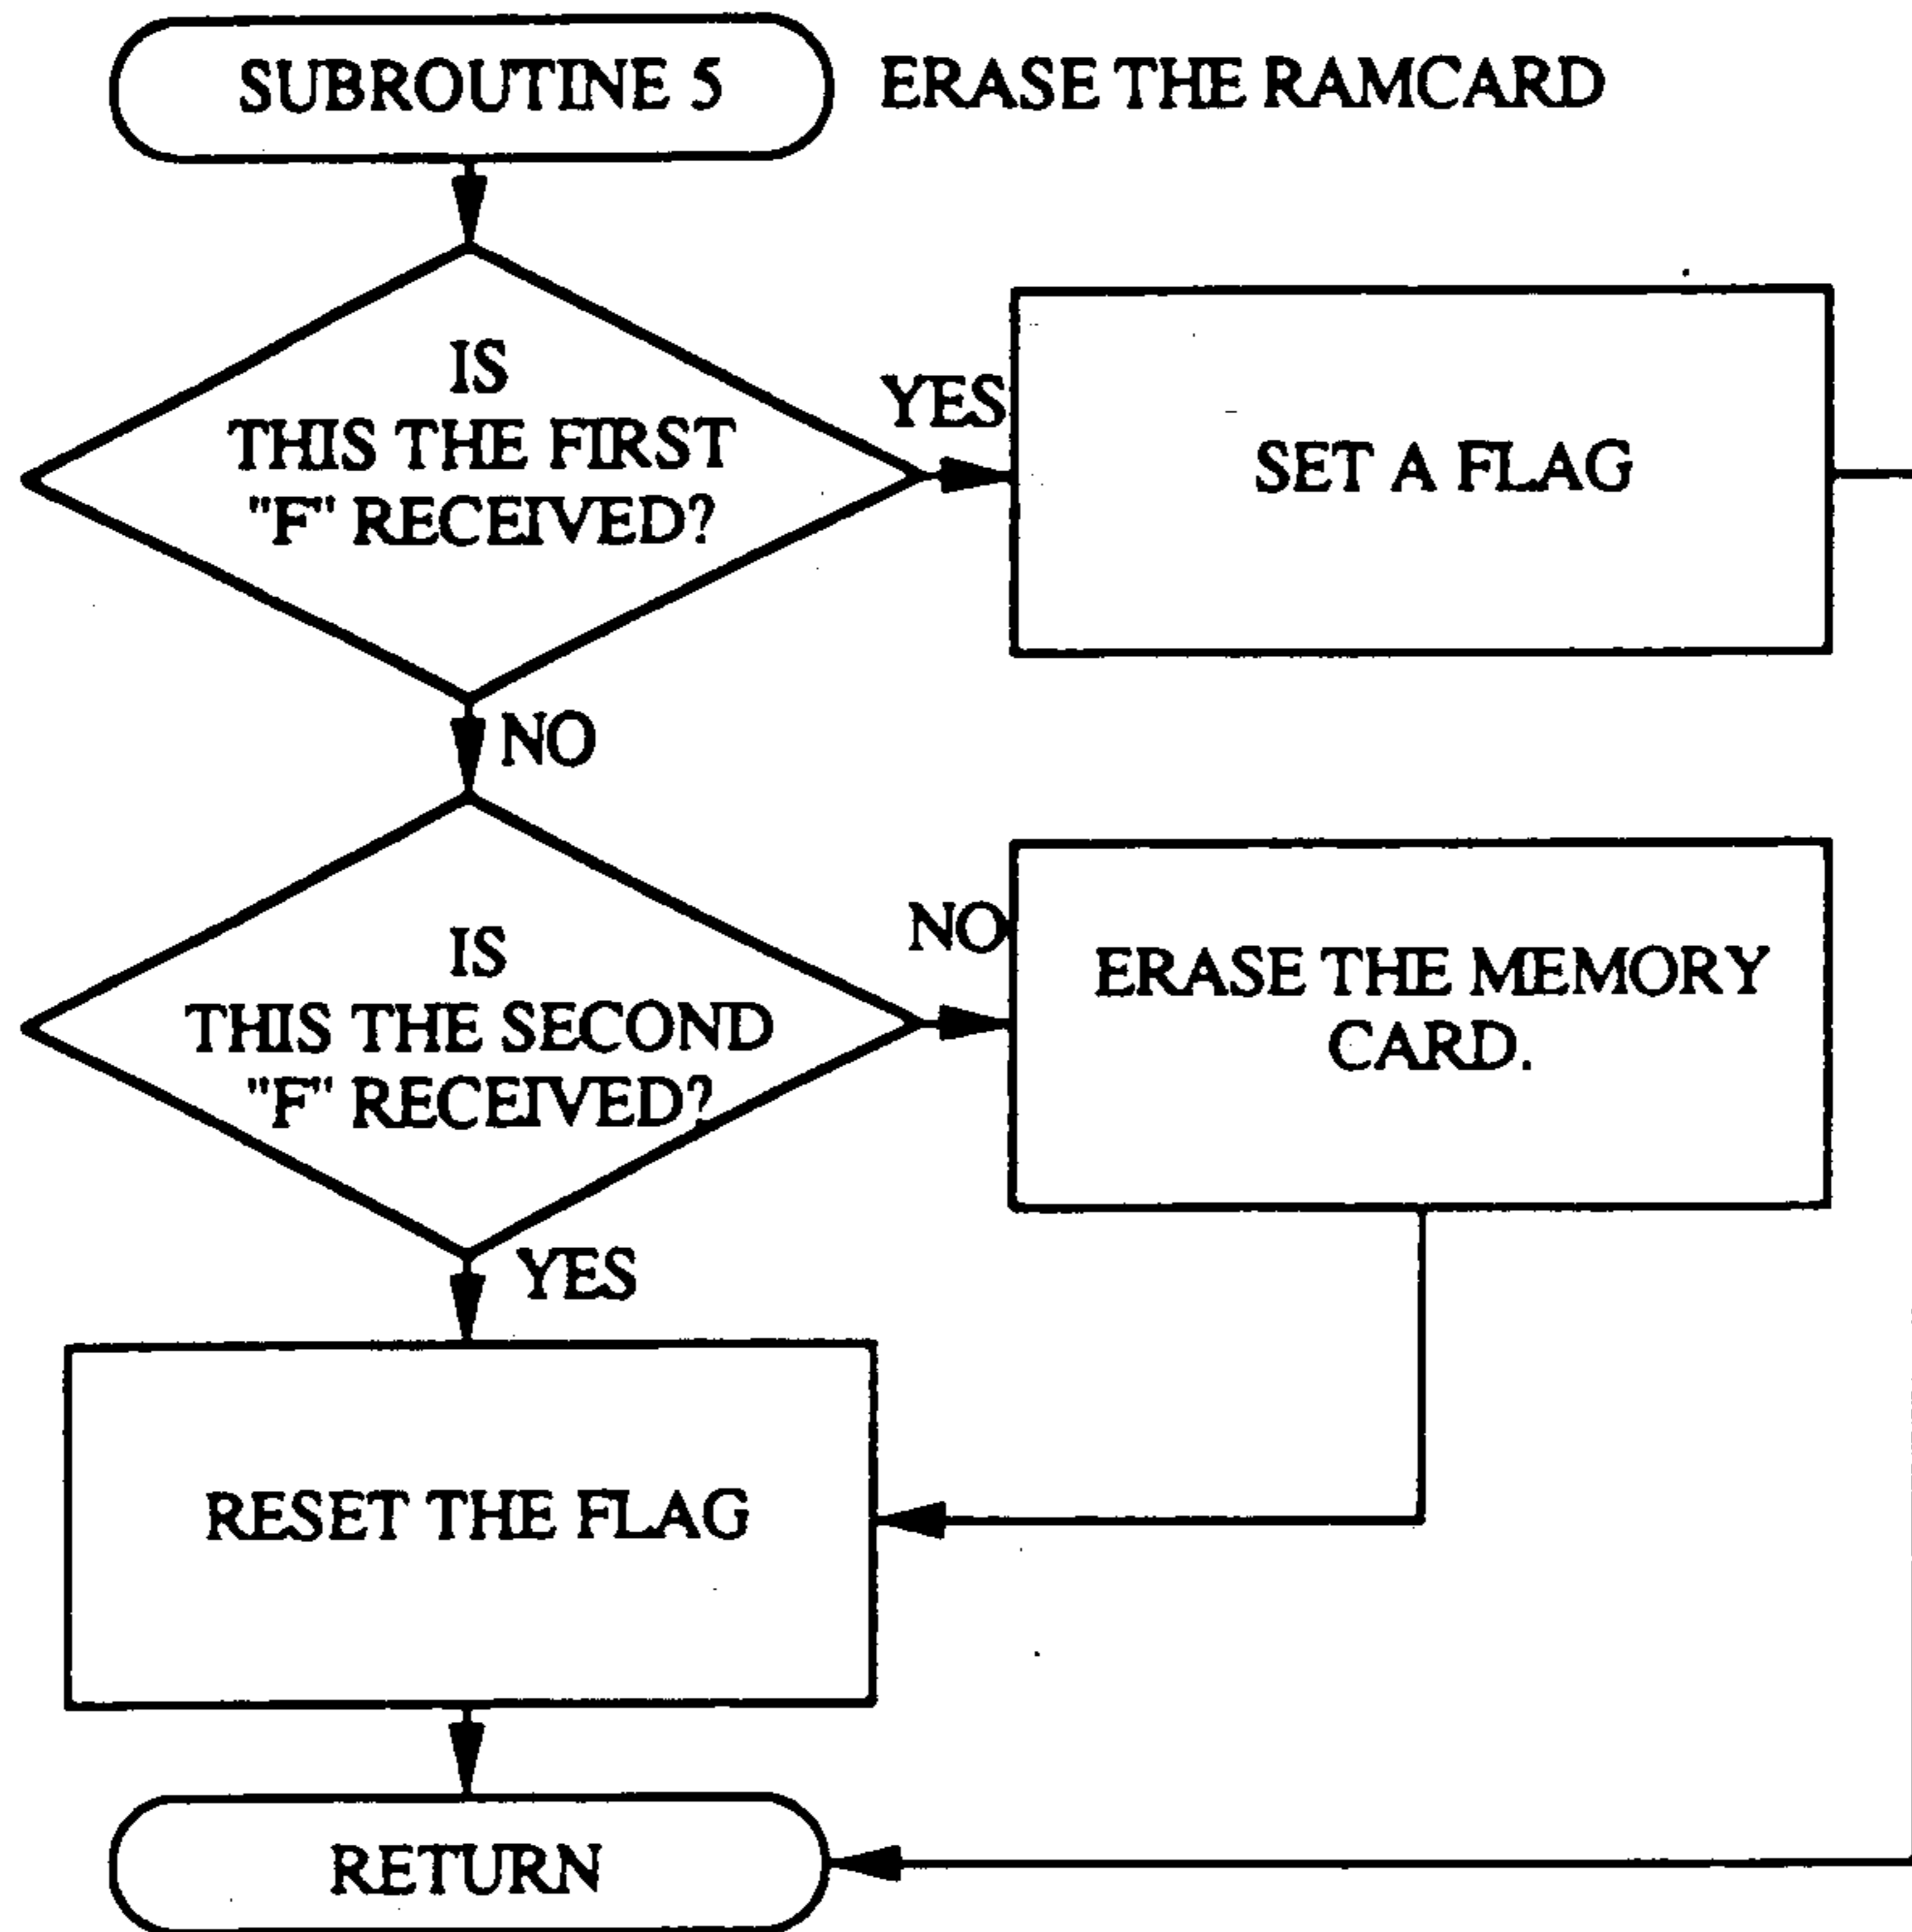 SUBROUTINE 5
ERASE THE RAMCARD
IS
THIS THE FIRST
"F" RECEIVED?
YES
SET A FLAG
NO
IS
THIS THE SECOND
"F" RECEIVED?
NO
ERASE THE MEMORY
CARD.
YES
RESET THE FLAG
RETURN